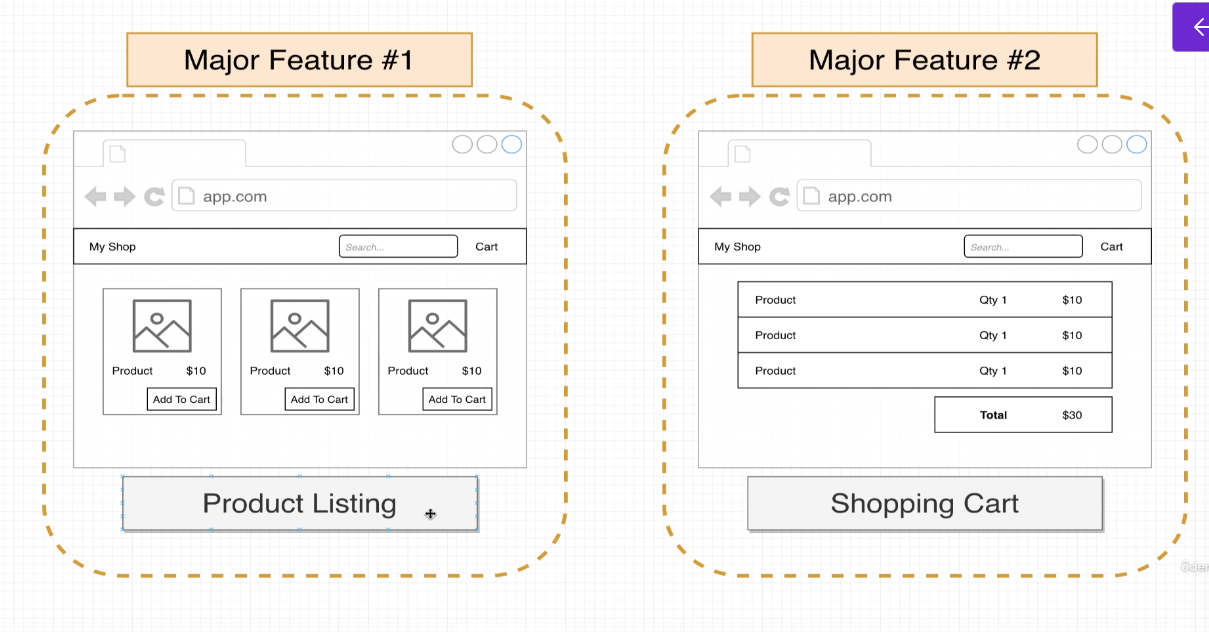 Major Feature #1
app.com
My Shop Search... Cart
Product $10 Product $10 Product $10
Add To Cart Add To Cart Add To Cart
Product Listing
Major Feature #2
app.com
My Shop Search... Cart
Product Qty 1 $10
Product Qty 1 $10
Product Qty 1 $10
Total $30
Shopping Cart